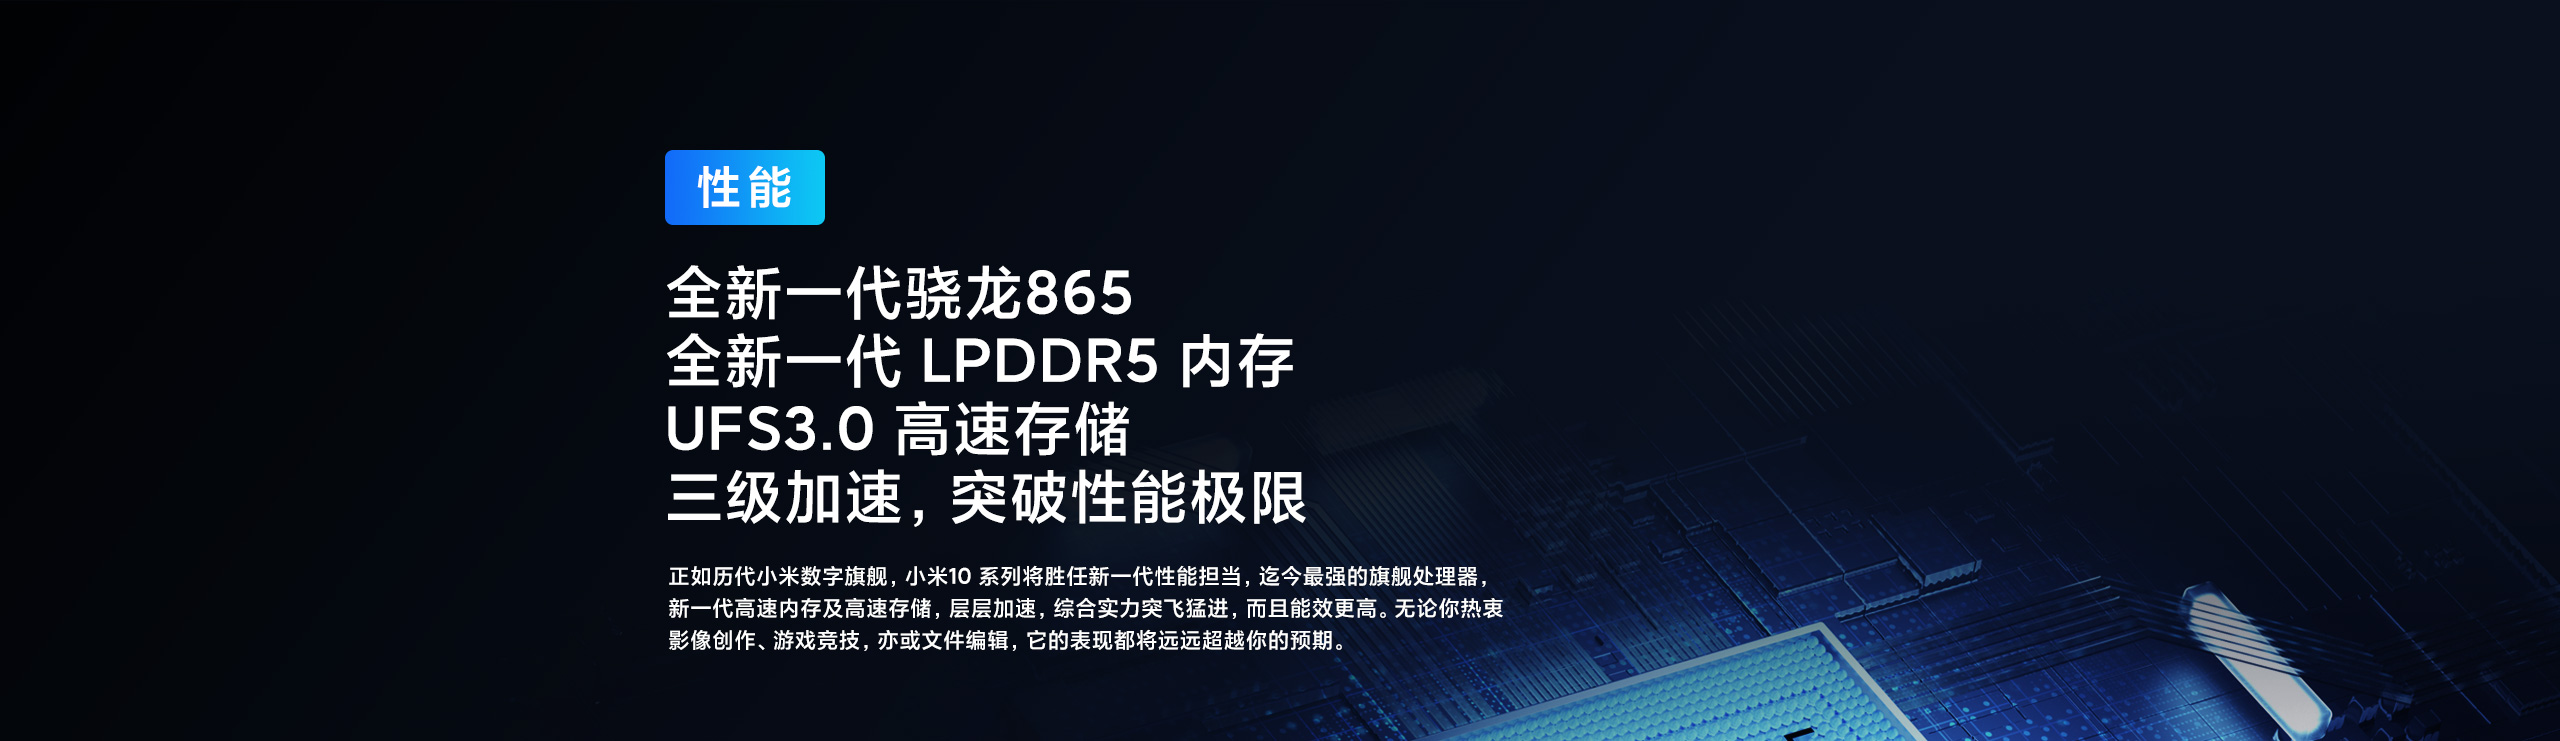 性能
全新一代骁龙865
全新一代 LPDDR5 内存
UFS3.0 高速存储
三级加速，突破性能极限
正如历代小米数字旗舰，小米10 系列将胜任新一代性能担当，迄今最强的旗舰处理器，
新一代高速内存及高速存储，层层加速，综合实力突飞猛进，而且能效更高。无论你热衷
影像创作、游戏竞技，亦或文件编辑，它的表现都将远远超越你的预期。